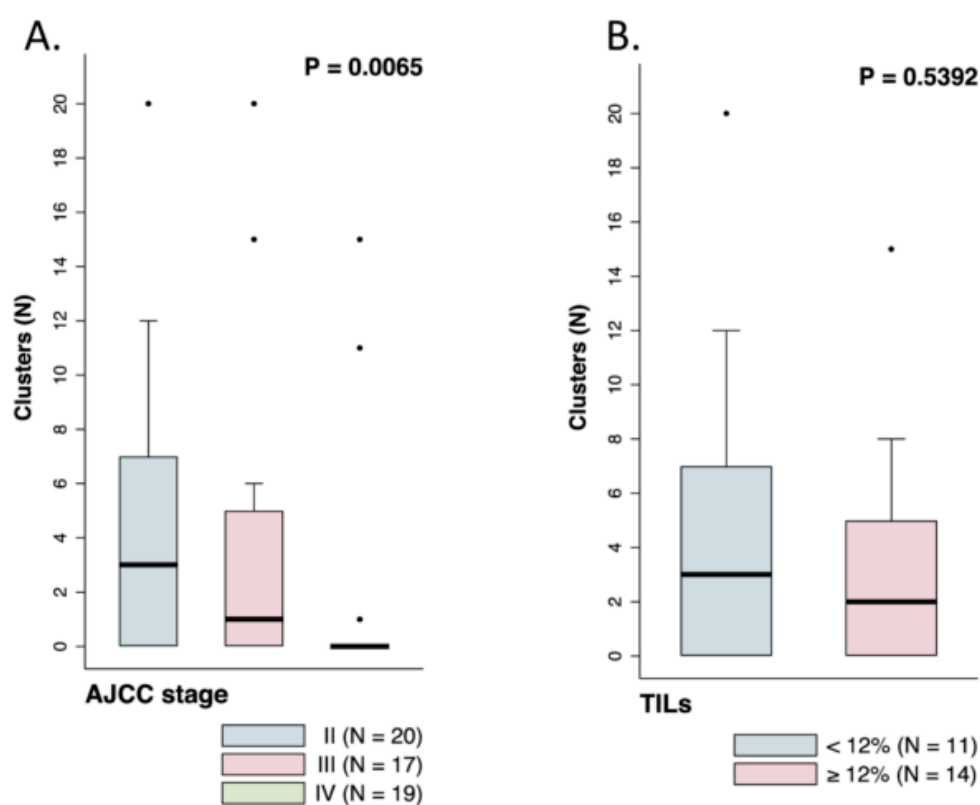 A.
P = 0.0065
Clusters (N)
20
18
16
14
12
10
8
6
4
2
0
AJCC stage
II (N = 20)
III (N = 17)
IV (N = 19)
B.
P = 0.5392
Clusters (N)
20
18
16
14
12
10
8
6
4
2
0
TILs
< 12% (N = 11)
≥ 12% (N = 14)